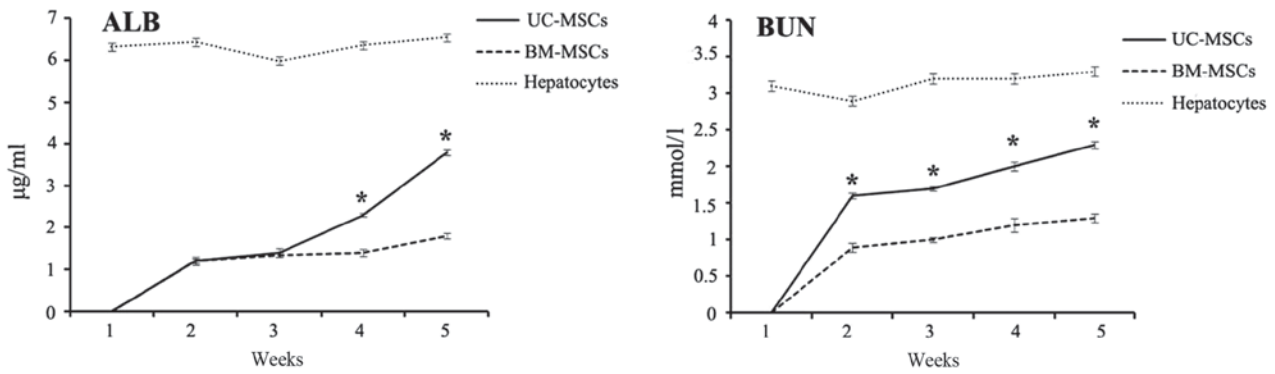 ALB
7
6
5
4
3
2
1
0
µg/ml
1 2 3 4 5
Weeks
*
*
UC-MSCs
BM-MSCs
Hepatocytes
BUN
4
3.5
3
2.5
2
1.5
1
0.5
0
mmol/l
1 2 3 4 5
Weeks
*
*
*
*
UC-MSCs
BM-MSCs
Hepatocytes